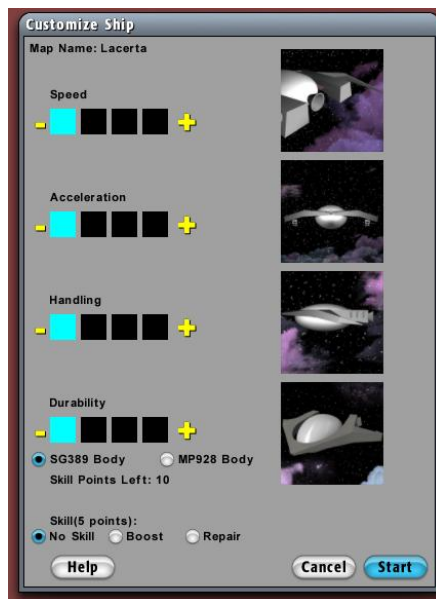 Customize Ship
Map Name: Lacerta
Speed
- +
Acceleration
- +
Handling
- +
Durability
- +
SG389 Body MP928 Body
Skill Points Left: 10
Skill(5 points):
No Skill Boost Repair
Help Cancel Start